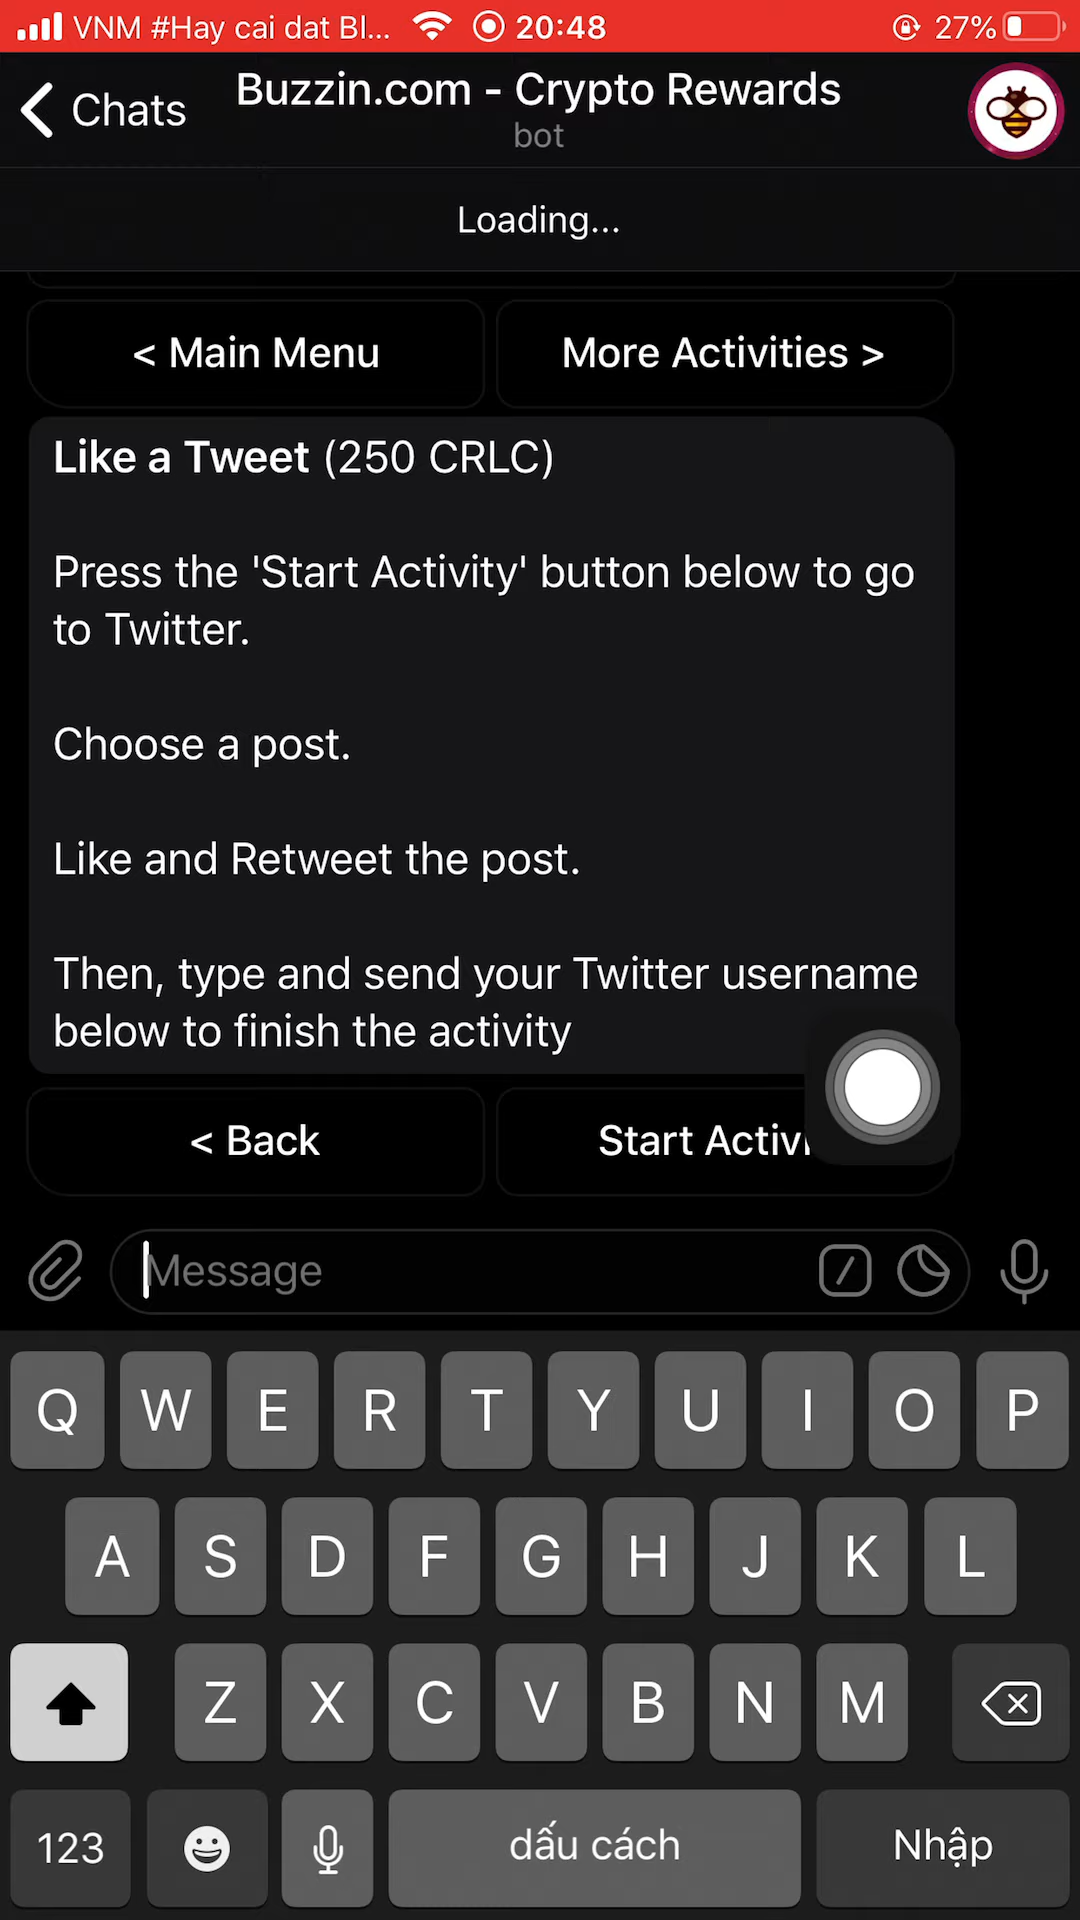 VNM #Hay cai dat Bl... 20:48 27%
Chats
Buzzin.com - Crypto Rewards
bot
Loading...
< Main Menu
More Activities >
Like a Tweet (250 CRLC)
Press the 'Start Activity' button below to go
to Twitter.
Choose a post.
Like and Retweet the post.
Then, type and send your Twitter username
below to finish the activity
< Back
Start Activi
Message
Q W E R T Y U I O P
A S D F G H J K L
Z X C V B N M
123
dấu cách
Nhập